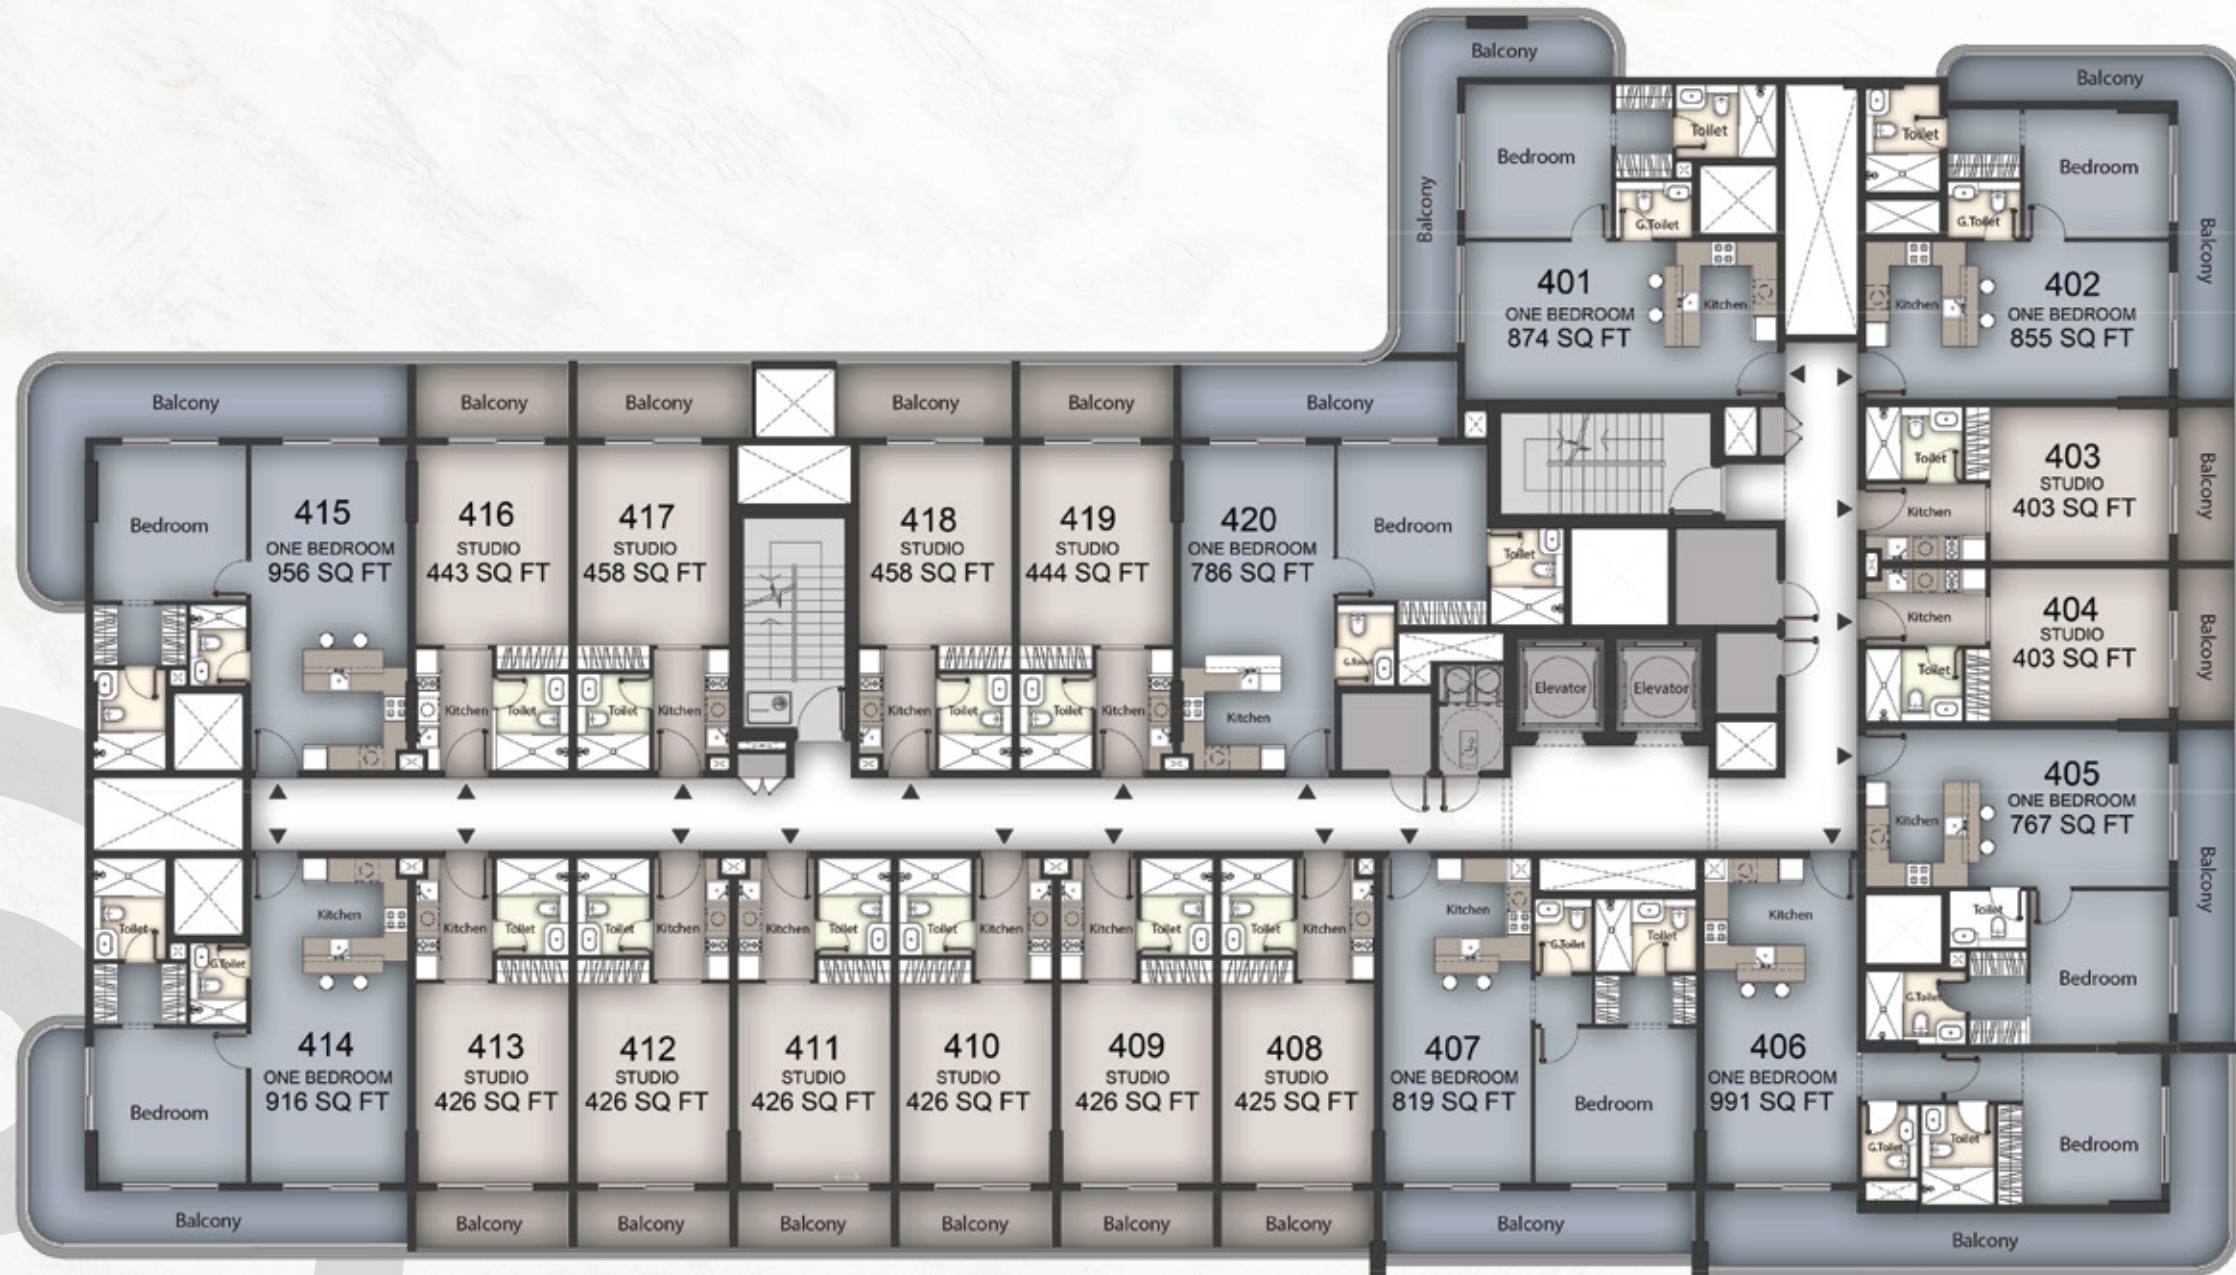 Balcony
Balcony
Toilet
Toilet
Bedroom
Bedroom
Balcony
G.Toilet
G.Toilet
Balcony
401
ONE BEDROOM
874 SQ FT
Kitchen
Kitchen
402
ONE BEDROOM
855 SQ FT
Balcony
Balcony
Balcony
Balcony
Balcony
Balcony
Toilet
403
STUDIO
403 SQ FT
Balcony
Kitchen
Bedroom
415
ONE BEDROOM
956 SQ FT
416
STUDIO
443 SQ FT
417
STUDIO
458 SQ FT
418
STUDIO
458 SQ FT
419
STUDIO
444 SQ FT
420
ONE BEDROOM
786 SQ FT
Bedroom
Toilet
Kitchen
404
STUDIO
403 SQ FT
Balcony
Toilet
G.Toilet
Elevator
Elevator
Kitchen
Toilet
Toilet
Kitchen
Kitchen
Toilet
Toilet
Kitchen
Kitchen
405
ONE BEDROOM
767 SQ FT
Kitchen
Balcony
Toilet
Bedroom
G.Toilet
Toilet
G.Toilet
Kitchen
Kitchen
Toilet
Toilet
Kitchen
Kitchen
Toilet
Toilet
Kitchen
Kitchen
Toilet
Toilet
Kitchen
Kitchen
G.Toilet
Toilet
Kitchen
414
ONE BEDROOM
916 SQ FT
413
STUDIO
426 SQ FT
412
STUDIO
426 SQ FT
411
STUDIO
426 SQ FT
410
STUDIO
426 SQ FT
409
STUDIO
426 SQ FT
408
STUDIO
425 SQ FT
407
ONE BEDROOM
819 SQ FT
406
ONE BEDROOM
991 SQ FT
Bedroom
Bedroom
G.Toilet
Toilet
Bedroom
Balcony
Balcony
Balcony
Balcony
Balcony
Balcony
Balcony
Balcony
Balcony